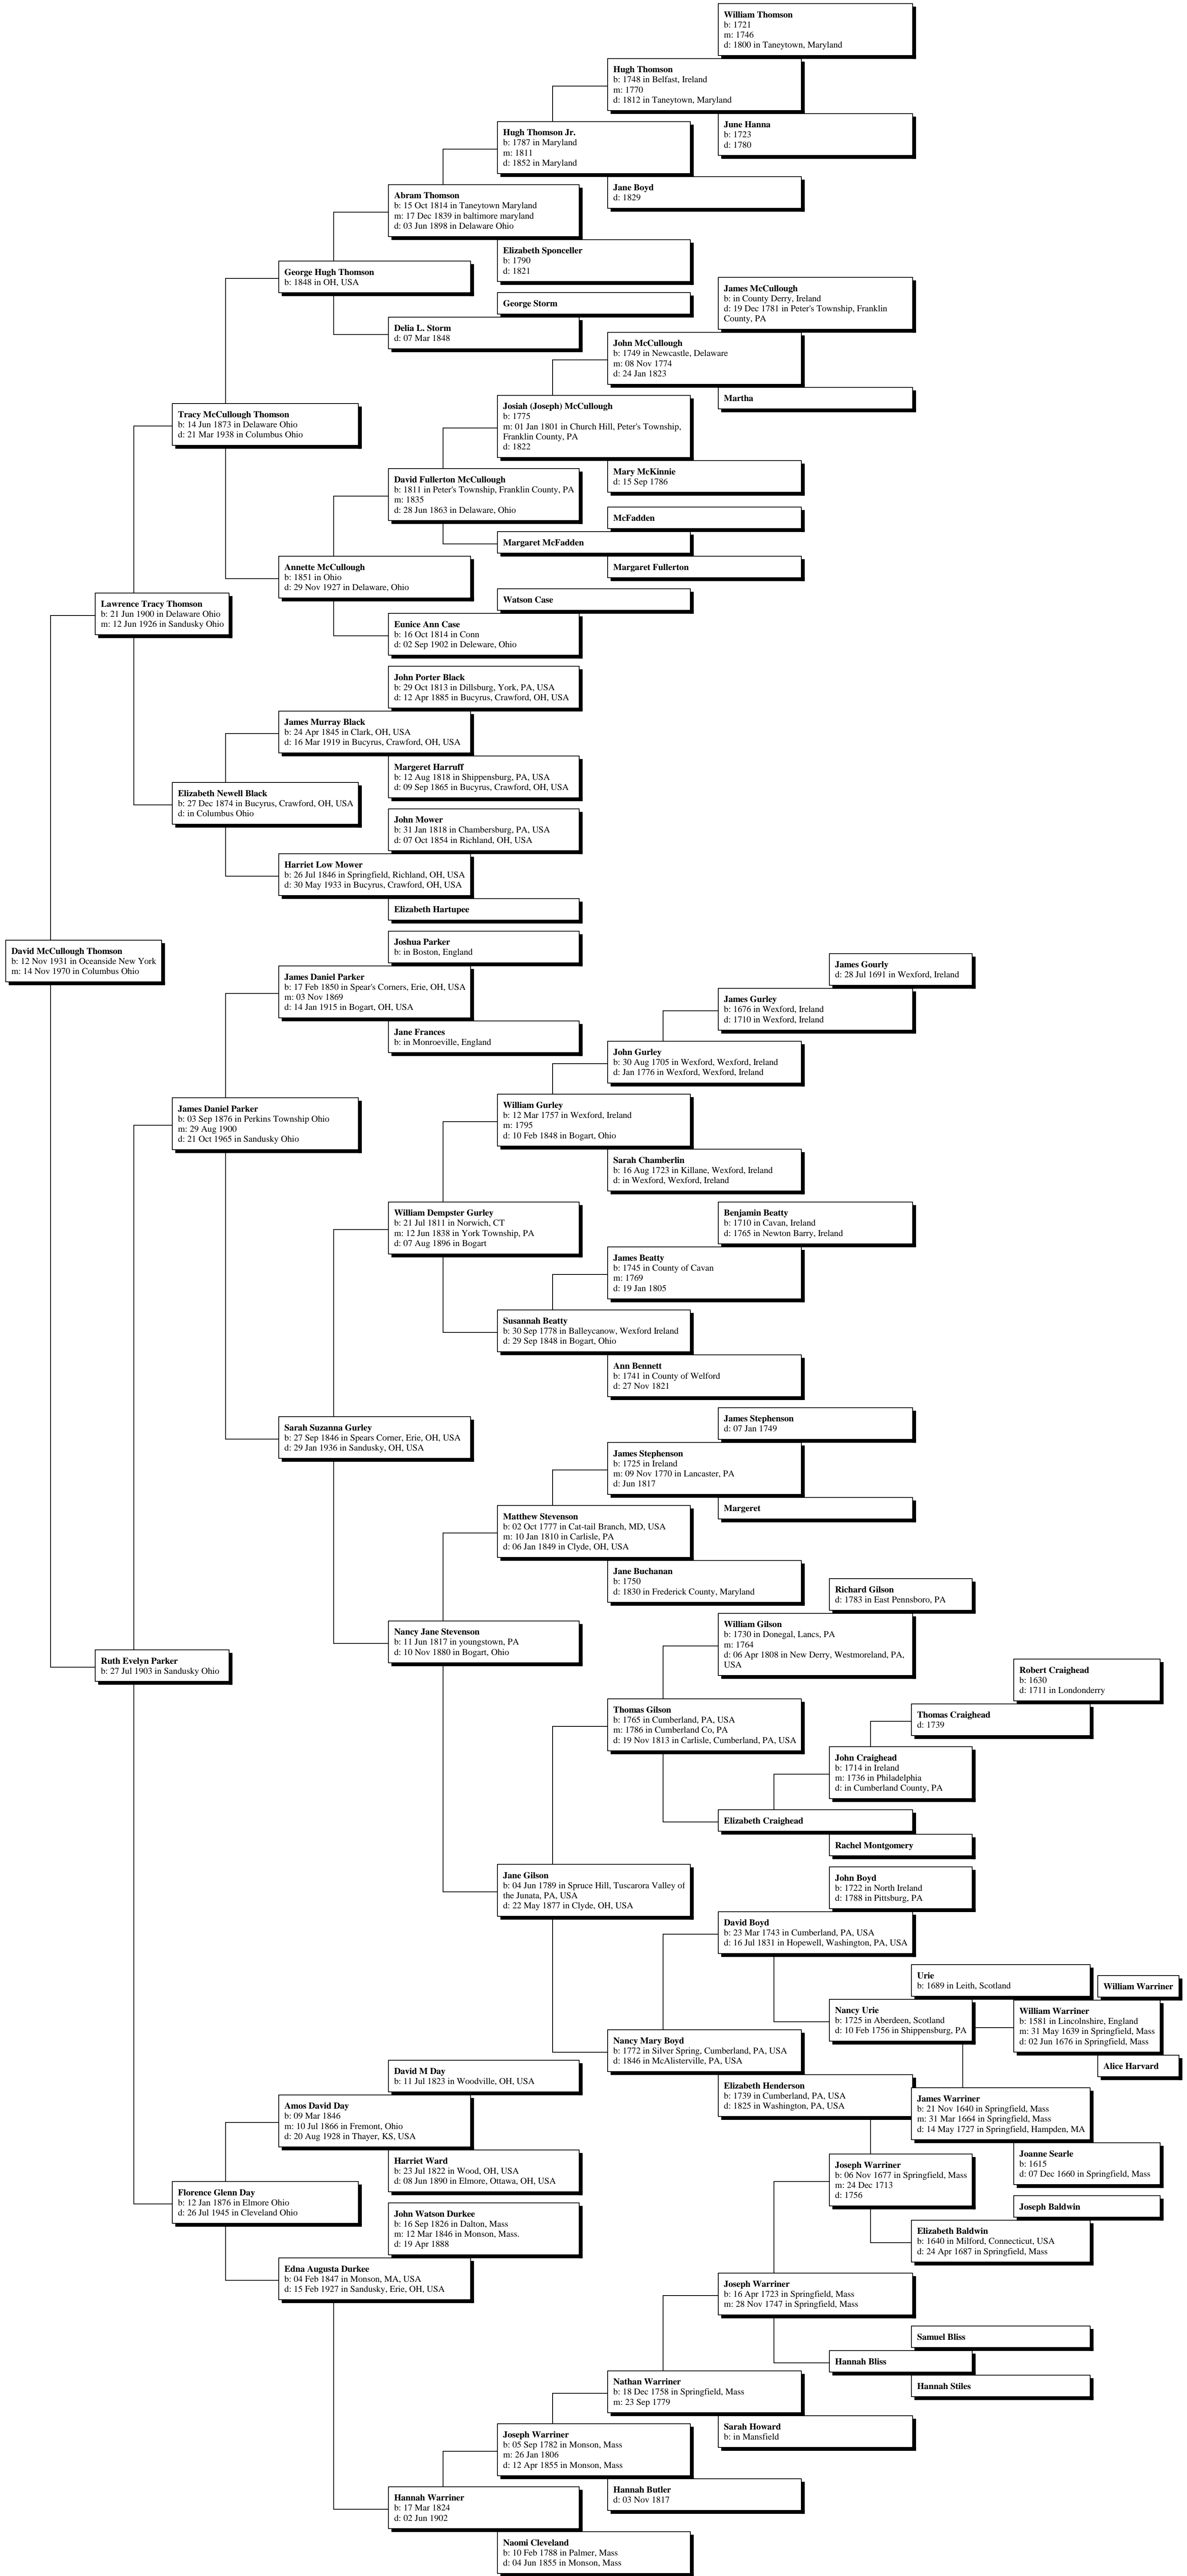 William Thomson
b: 1721
m: 1746
d: 1800 in Taneytown, Maryland
Hugh Thomson
b: 1748 in Belfast, Ireland
m: 1770
d: 1812 in Taneytown, Maryland
June Hanna
b: 1723
d: 1780
Hugh Thomson Jr.
b: 1787 in Maryland
m: 1811
d: 1852 in Maryland
Jane Boyd
d: 1829
Abram Thomson
b: 15 Oct 1814 in Taneytown Maryland
m: 17 Dec 1839 in baltimore maryland
d: 03 Jun 1898 in Delaware Ohio
Elizabeth Sponceller
b: 1790
d: 1821
George Hugh Thomson
b: 1848 in OH, USA
George Storm
Delia L. Storm
d: 07 Mar 1848
James McCullough
b: in County Derry, Ireland
d: 19 Dec 1781 in Peter's Township, Franklin
County, PA
John McCullough
b: 1749 in Newcastle, Delaware
m: 08 Nov 1774
d: 24 Jan 1823
Martha
Tracy McCullough Thomson
b: 14 Jun 1873 in Delaware Ohio
d: 21 Mar 1938 in Columbus Ohio
Josiah (Joseph) McCullough
b: 1775
m: 01 Jan 1801 in Church Hill, Peter's Township,
Franklin County, PA
d: 1822
Mary McKinnie
d: 15 Sep 1786
David Fullerton McCullough
b: 1811 in Peter's Township, Franklin County, PA
m: 1835
d: 28 Jun 1863 in Delaware, Ohio
McFadden
Margaret McFadden
Margaret Fullerton
Annette McCullough
b: 1851 in Ohio
d: 29 Nov 1927 in Delaware, Ohio
Watson Case
Eunice Ann Case
b: 16 Oct 1814 in Conn
d: 02 Sep 1902 in Deleware, Ohio
Lawrence Tracy Thomson
b: 21 Jun 1900 in Delaware Ohio
m: 12 Jun 1926 in Sandusky Ohio
John Porter Black
b: 29 Oct 1813 in Dillsburg, York, PA, USA
d: 12 Apr 1885 in Bucyrus, Crawford, OH, USA
James Murray Black
b: 24 Apr 1845 in Clark, OH, USA
d: 16 Mar 1919 in Bucyrus, Crawford, OH, USA
Margeret Harruff
b: 12 Aug 1818 in Shippensburg, PA, USA
d: 09 Sep 1865 in Bucyrus, Crawford, OH, USA
Elizabeth Newell Black
b: 27 Dec 1874 in Bucyrus, Crawford, OH, USA
d: in Columbus Ohio
John Mower
b: 31 Jan 1818 in Chambersburg, PA, USA
d: 07 Oct 1854 in Richland, OH, USA
Harriet Low Mower
b: 26 Jul 1846 in Springfield, Richland, OH, USA
d: 30 May 1933 in Bucyrus, Crawford, OH, USA
Elizabeth Hartupee
David McCullough Thomson
b: 12 Nov 1931 in Oceanside New York
m: 14 Nov 1970 in Columbus Ohio
Joshua Parker
b: in Boston, England
James Daniel Parker
b: 17 Feb 1850 in Spear's Corners, Erie, OH, USA
m: 03 Nov 1869
d: 14 Jan 1915 in Bogart, OH, USA
Jane Frances
b: in Monroeville, England
James Gourly
d: 28 Jul 1691 in Wexford, Ireland
James Gurley
b: 1676 in Wexford, Ireland
d: 1710 in Wexford, Ireland
John Gurley
b: 30 Aug 1705 in Wexford, Wexford, Ireland
d: Jan 1776 in Wexford, Wexford, Ireland
James Daniel Parker
b: 03 Sep 1876 in Perkins Township Ohio
m: 29 Aug 1900
d: 21 Oct 1965 in Sandusky Ohio
William Gurley
b: 12 Mar 1757 in Wexford, Ireland
m: 1795
d: 10 Feb 1848 in Bogart, Ohio
Sarah Chamberlin
b: 16 Aug 1723 in Killane, Wexford, Ireland
d: in Wexford, Wexford, Ireland
William Dempster Gurley
b: 21 Jul 1811 in Norwich, CT
m: 12 Jun 1838 in York Township, PA
d: 07 Aug 1896 in Bogart
Benjamin Beatty
b: 1710 in Cavan, Ireland
d: 1765 in Newton Barry, Ireland
James Beatty
b: 1745 in County of Cavan
m: 1769
d: 19 Jan 1805
Susannah Beatty
b: 30 Sep 1778 in Balleycanow, Wexford Ireland
d: 29 Sep 1848 in Bogart, Ohio
Ann Bennett
b: 1741 in County of Welford
d: 27 Nov 1821
Sarah Suzanna Gurley
b: 27 Sep 1846 in Spears Corner, Erie, OH, USA
d: 29 Jan 1936 in Sandusky, OH, USA
James Stephenson
d: 07 Jan 1749
James Stephenson
b: 1725 in Ireland
m: 09 Nov 1770 in Lancaster, PA
d: Jun 1817
Margeret
Matthew Stevenson
b: 02 Oct 1777 in Cat-tail Branch, MD, USA
m: 10 Jan 1810 in Carlisle, PA
d: 06 Jan 1849 in Clyde, OH, USA
Jane Buchanan
b: 1750
d: 1830 in Frederick County, Maryland
Nancy Jane Stevenson
b: 11 Jun 1817 in youngstown, PA
d: 10 Nov 1880 in Bogart, Ohio
Richard Gilson
d: 1783 in East Pennsboro, PA
William Gilson
b: 1730 in Donegal, Lancs, PA
m: 1764
d: 06 Apr 1808 in New Derry, Westmoreland, PA,
USA
Ruth Evelyn Parker
b: 27 Jul 1903 in Sandusky Ohio
Robert Craighead
b: 1630
d: 1711 in Londonderry
Thomas Craighead
d: 1739
Thomas Gilson
b: 1765 in Cumberland, PA, USA
m: 1786 in Cumberland Co, PA
d: 19 Nov 1813 in Carlisle, Cumberland, PA, USA
John Craighead
b: 1714 in Ireland
m: 1736 in Philadelphia
d: in Cumberland County, PA
Elizabeth Craighead
Rachel Montgomery
Jane Gilson
b: 04 Jun 1789 in Spruce Hill, Tuscarora Valley of
the Junata, PA, USA
d: 22 May 1877 in Clyde, OH, USA
John Boyd
b: 1722 in North Ireland
d: 1788 in Pittsburg, PA
David Boyd
b: 23 Mar 1743 in Cumberland, PA, USA
d: 16 Jul 1831 in Hopewell, Washington, PA, USA
Urie
b: 1689 in Leith, Scotland
William Warriner
Nancy Urie
b: 1725 in Aberdeen, Scotland
d: 10 Feb 1756 in Shippensburg, PA
William Warriner
b: 1581 in Lincolnshire, England
m: 31 May 1639 in Springfield, Mass
d: 02 Jun 1676 in Springfield, Mass
Nancy Mary Boyd
b: 1772 in Silver Spring, Cumberland, PA, USA
d: 1846 in McAlisterville, PA, USA
Alice Harvard
David M Day
b: 11 Jul 1823 in Woodville, OH, USA
Elizabeth Henderson
b: 1739 in Cumberland, PA, USA
d: 1825 in Washington, PA, USA
James Warriner
b: 21 Nov 1640 in Springfield, Mass
m: 31 Mar 1664 in Springfield, Mass
d: 14 May 1727 in Springfield, Hampden, MA
Amos David Day
b: 09 Mar 1846
m: 10 Jul 1866 in Fremont, Ohio
d: 20 Aug 1928 in Thayer, KS, USA
Joanne Searle
b: 1615
d: 07 Dec 1660 in Springfield, Mass
Harriet Ward
b: 23 Jul 1822 in Wood, OH, USA
d: 08 Jun 1890 in Elmore, Ottawa, OH, USA
Joseph Warriner
b: 06 Nov 1677 in Springfield, Mass
m: 24 Dec 1713
d: 1756
Florence Glenn Day
b: 12 Jan 1876 in Elmore Ohio
d: 26 Jul 1945 in Cleveland Ohio
Joseph Baldwin
John Watson Durkee
b: 16 Sep 1826 in Dalton, Mass
m: 12 Mar 1846 in Monson, Mass.
d: 19 Apr 1888
Elizabeth Baldwin
b: 1640 in Milford, Connecticut, USA
d: 24 Apr 1687 in Springfield, Mass
Edna Augusta Durkee
b: 04 Feb 1847 in Monson, MA, USA
d: 15 Feb 1927 in Sandusky, Erie, OH, USA
Joseph Warriner
b: 16 Apr 1723 in Springfield, Mass
m: 28 Nov 1747 in Springfield, Mass
Samuel Bliss
Hannah Bliss
Hannah Stiles
Nathan Warriner
b: 18 Dec 1758 in Springfield, Mass
m: 23 Sep 1779
Sarah Howard
b: in Mansfield
Joseph Warriner
b: 05 Sep 1782 in Monson, Mass
m: 26 Jan 1806
d: 12 Apr 1855 in Monson, Mass
Hannah Butler
d: 03 Nov 1817
Hannah Warriner
b: 17 Mar 1824
d: 02 Jun 1902
Naomi Cleveland
b: 10 Feb 1788 in Palmer, Mass
d: 04 Jun 1855 in Monson, Mass